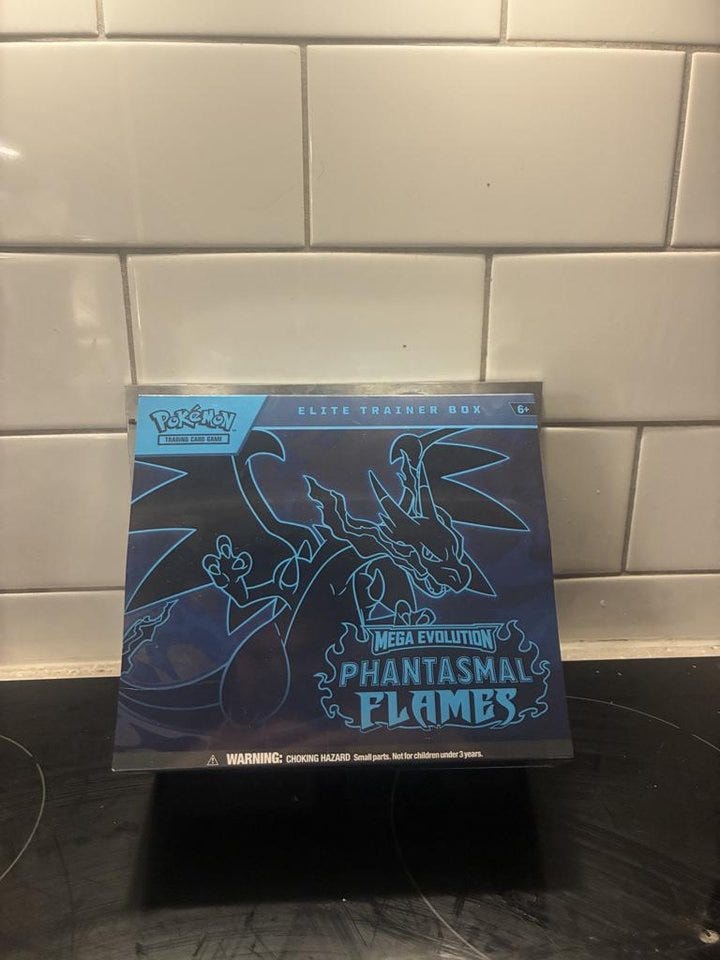 POKéMON
TRADING CARD GAME
ELITE TRAINER BOX
6+
MEGA EVOLUTION
PHANTASMAL
FLAMES
WARNING: CHOKING HAZARD Small parts. Not for children under 3 years.